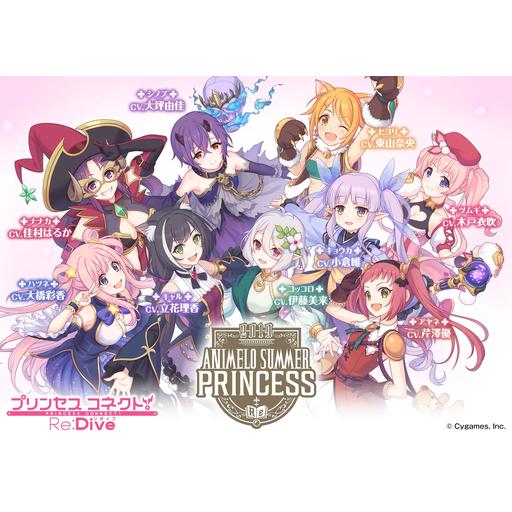 シノブ
CV.大坪由佳
ヒヨリ
CV.東山奈央
ナナカ
CV.佳村はるか
ツムギ
CV.木戸衣吹
キョウカ
CV.小倉唯
ハツネ
CV.大橋彩香
キャル
CV.立花理香
コッコロ
CV.伊藤美来
アヤネ
CV.芹澤優
2019
ANIMELO SUMMER
PRINCESS
Re
プリンセスコネクト!
PRINCESS CONNECT!
Re:Dive
© Cygames, Inc.